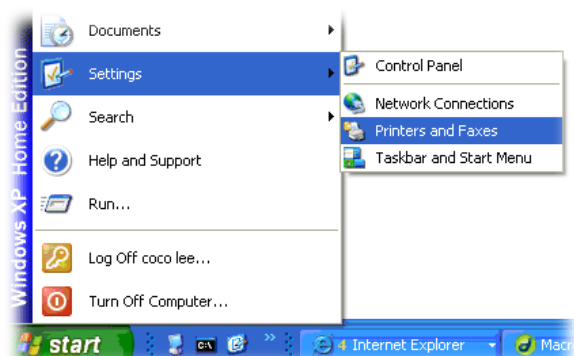 Documents
Settings
Search
Help and Support
Run...
Log Off coco lee...
Turn Off Computer...
Control Panel
Network Connections
Printers and Faxes
Taskbar and Start Menu
Windows XP Home Edition
start
4 Internet Explorer
Macr